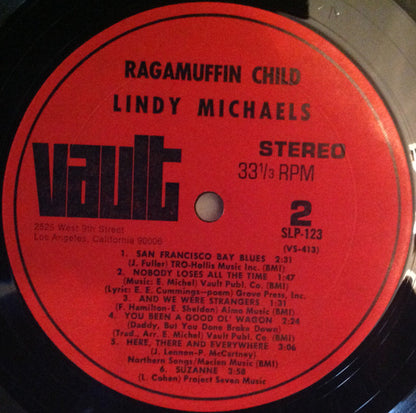 RAGAMUFFIN CHILD
LINDY MICHAELS
vault
STEREO
33 1/3 RPM
2525 West 9th Street
Los Angeles, California 90006
2
SLP-123
(VS-413)
1. SAN FRANCISCO BAY BLUES 2:31
(J. Fuller) TRO-Hollis Music Inc. (BMI)
2. NOBODY LOSES ALL THE TIME 1:47
(Music: E. Michel) Vault Publ. Co. (BMI)
(Lyric: E. E. Cummings-poem) Grove Press, Inc.
3. AND WE WERE STRANGERS 1:31
(F. Hamilton-E. Sheldon) Aimo Music (BMI)
4. YOU BEEN A GOOD OL' WAGON 2:24
(Daddy, But You Done Broke Down)
(Trad., Arr. E. Michel) Vault Publ. Co. (BMI)
5. HERE, THERE AND EVERYWHERE 3:06
(J. Lennon-P. McCartney)
Northern Songs/Maclen Music (BMI)
6. SUZANNE 3:58
(L. Cohen) Project Seven Music